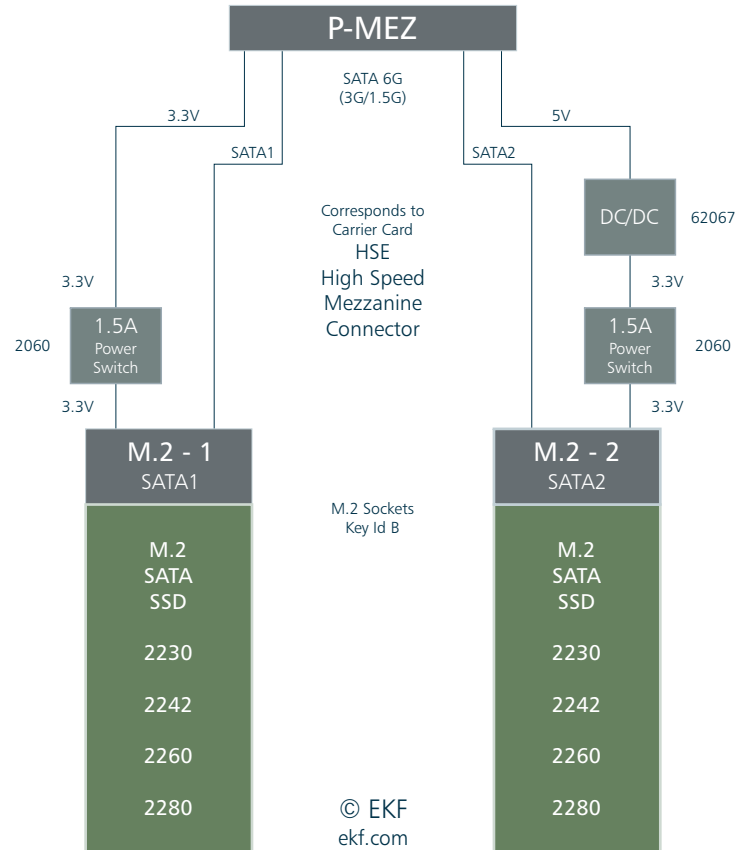 P-MEZ
SATA 6G
(3G/1.5G)
3.3V
5V
SATA1
SATA2
DC/DC
62067
Corresponds to
Carrier Card
HSE
High Speed
Mezzanine
Connector
3.3V
3.3V
2060
1.5A
Power
Switch
1.5A
Power
Switch
2060
3.3V
3.3V
M.2 - 1
SATA1
M.2 - 2
SATA2
M.2 Sockets
Key Id B
M.2
SATA
SSD
2230
2242
2260
2280
M.2
SATA
SSD
2230
2242
2260
2280
© EKF
ekf.com